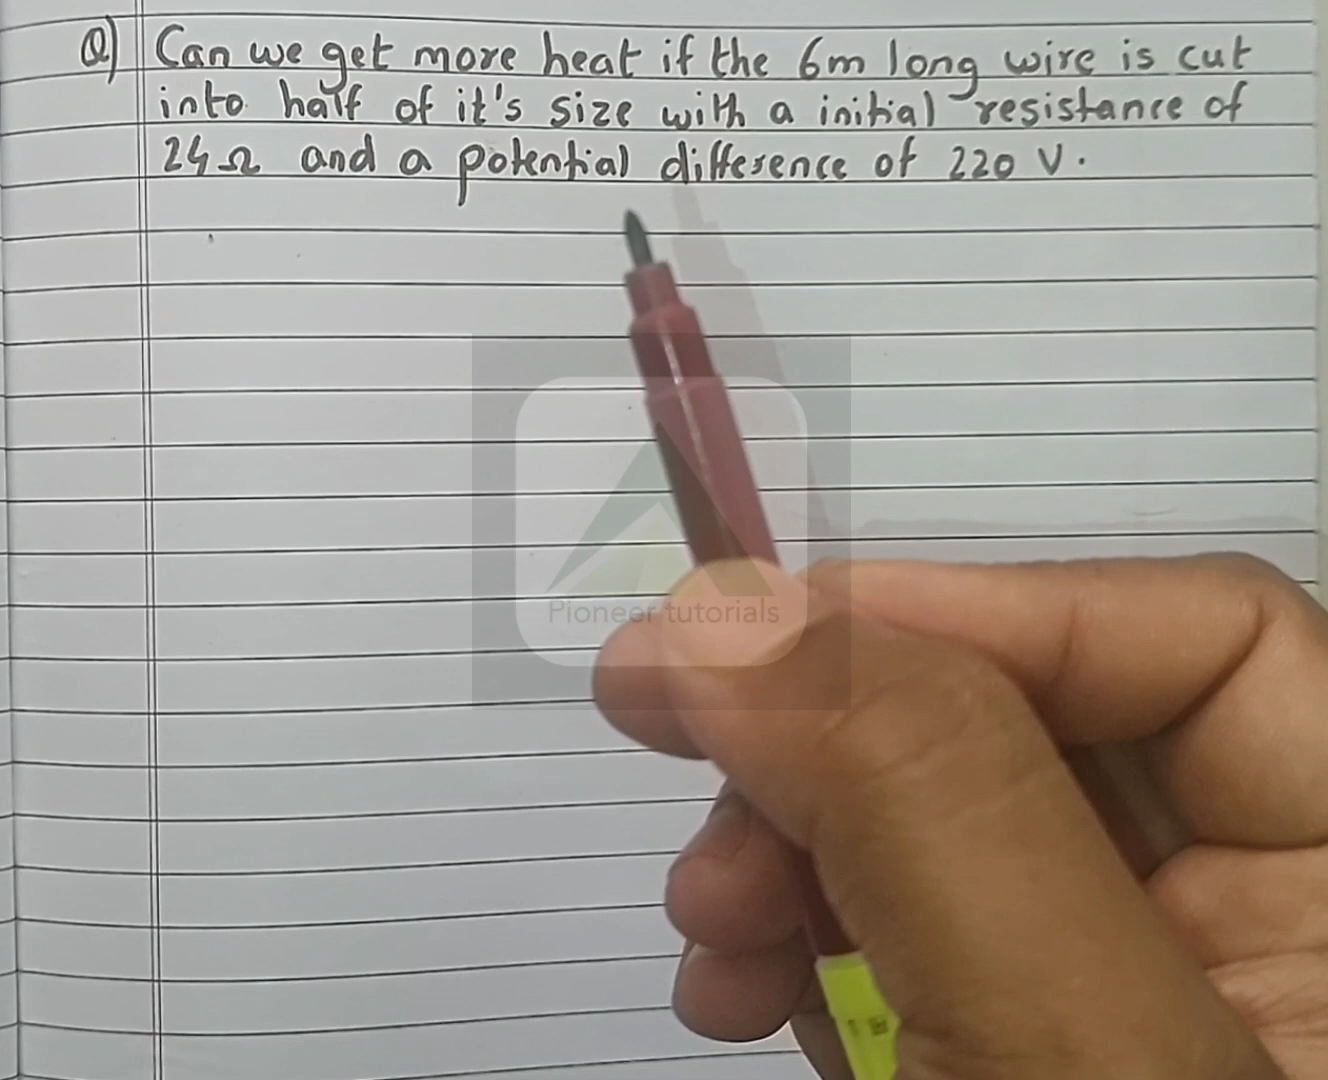 Q) Can we get more heat if the 6m long wire is cut
into half of it's size with a initial resistance of
24Ω and a potential difference of 220 V.
Pioneer tutorials